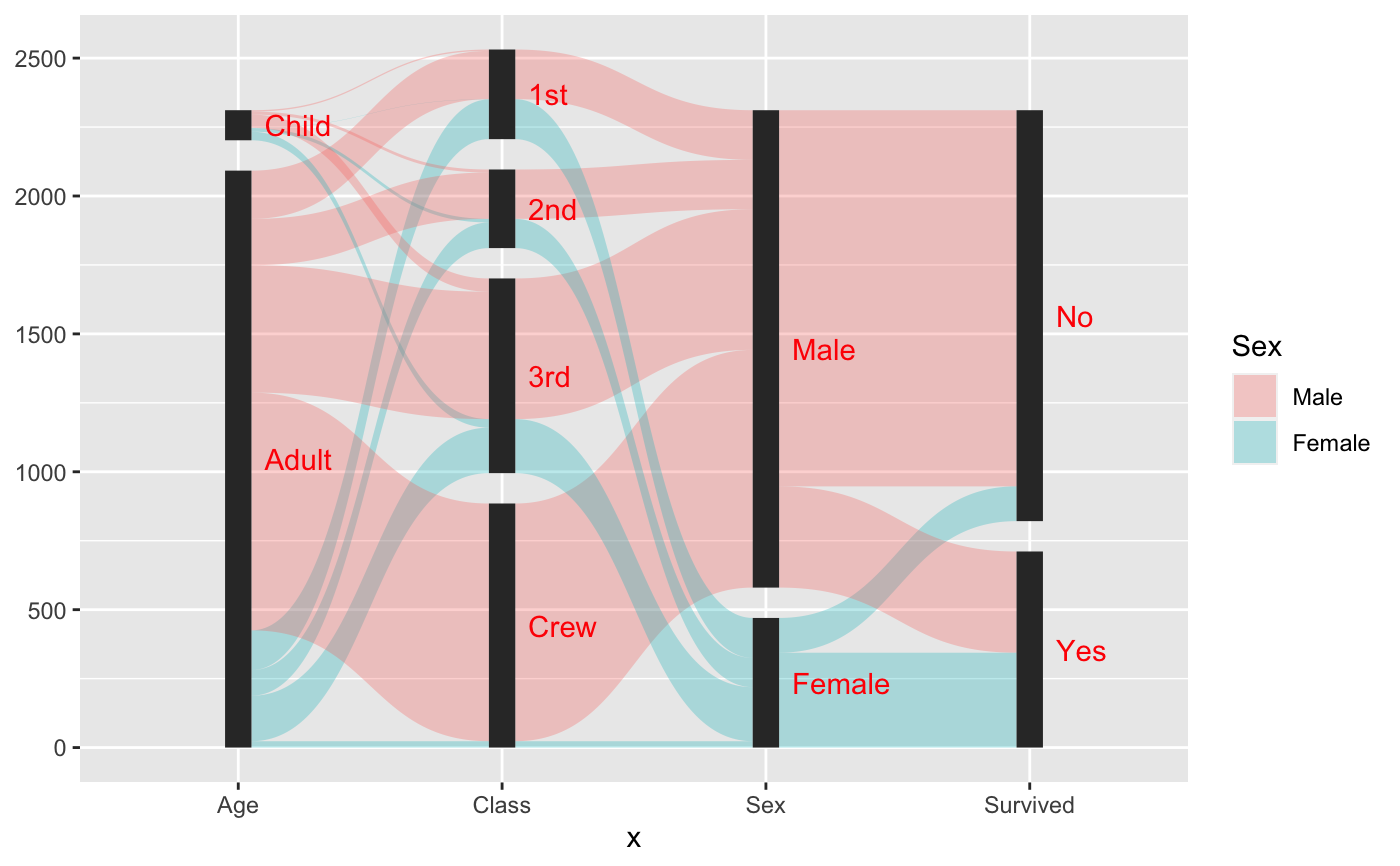 2500
2000
1500
1000
500
0
Child
Adult
1st
2nd
3rd
Crew
Male
Female
No
Yes
Age
Class
Sex
Survived
x
Sex
Male
Female